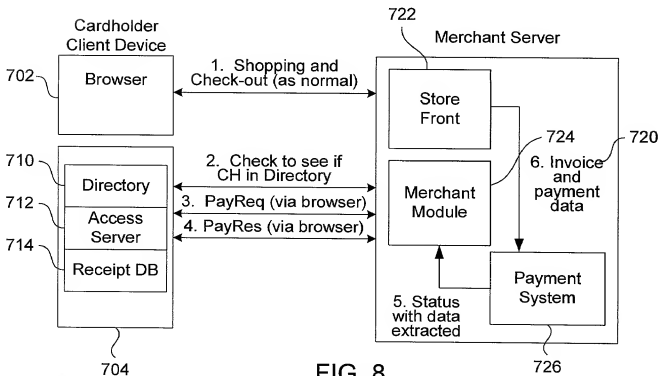 Cardholder
Client Device
702
Browser
1. Shopping and
Check-out (as normal)
722
Merchant Server
Store
Front
724
720
6. Invoice
and
payment
data
710
Directory
2. Check to see if
CH in Directory
712
Access
Server
3. PayReq (via browser)
Merchant
Module
714
4. PayRes (via browser)
Receipt DB
Payment
System
5. Status
with data
extracted
704
726
FIG. 8